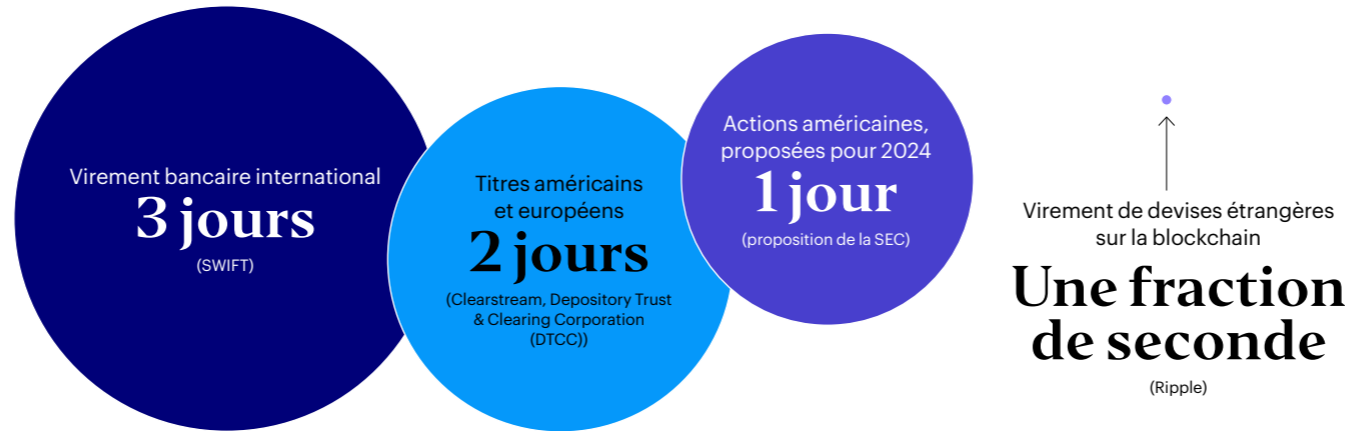 Virement bancaire international
3 jours
(SWIFT)
Titres américains
et européens
2 jours
(Clearstream, Depository Trust
& Clearing Corporation
(DTCC))
Actions américaines,
proposées pour 2024
1 jour
(proposition de la SEC)
Virement de devises étrangères
sur la blockchain
Une fraction
de seconde
(Ripple)